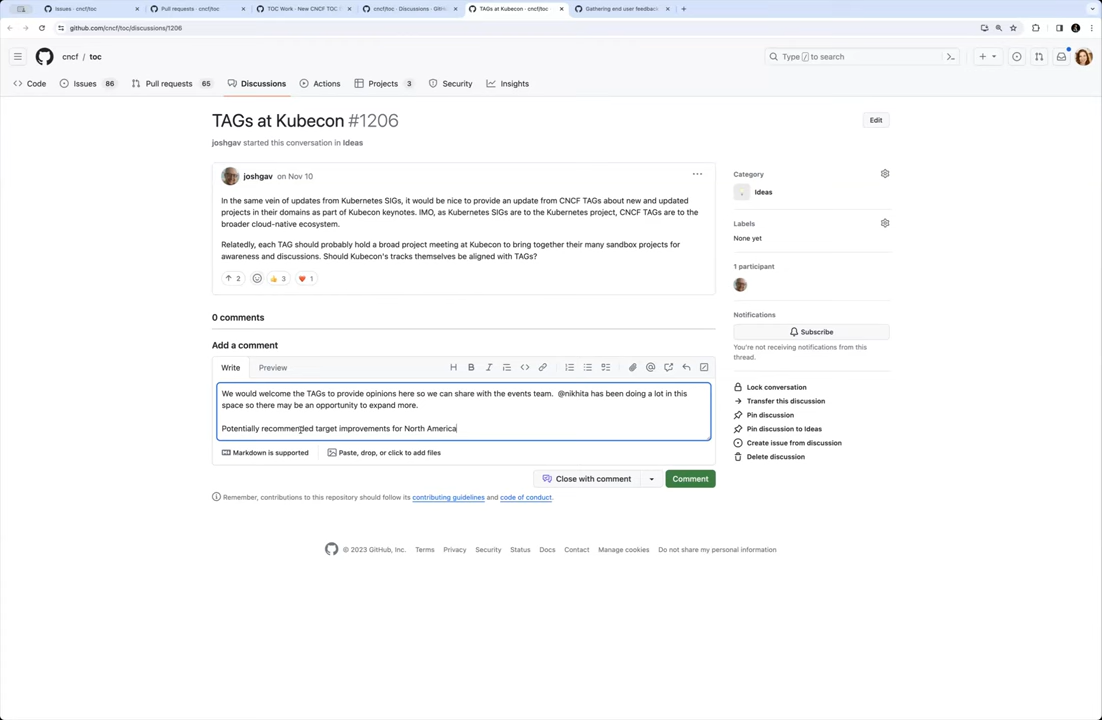 Issues · cncf/toc
Pull requests · cncf/toc
TOC Work · New CNCF TOC
cncf/toc · Discussions · GitH
TAGs at Kubecon · cncf/toc
Gathering end user feedback
github.com/cncf/toc/discussions/1206
cncf / toc
Type / to search
Code
Issues 86
Pull requests 65
Discussions
Actions
Projects 3
Security
Insights
TAGs at Kubecon #1206
Edit
joshgav started this conversation in Ideas
joshgav on Nov 10
In the same vein of updates from Kubernetes SIGs, it would be nice to provide an update from CNCF TAGs about new and updated
projects in their domains as part of Kubecon keynotes. IMO, as Kubernetes SIGs are to the Kubernetes project, CNCF TAGs are to the
broader cloud-native ecosystem.
Relatedly, each TAG should probably hold a broad project meeting at Kubecon to bring together their many sandbox projects for
awareness and discussions. Should Kubecon's tracks themselves be aligned with TAGs?
2
3
1
0 comments
Add a comment
Write
Preview
We would welcome the TAGs to provide opinions here so we can share with the events team. @nikhita has been doing a lot in this
space so there may be an opportunity to expand more.
Potentially recommended target improvements for North America
Markdown is supported
Paste, drop, or click to add files
Close with comment
Comment
Remember, contributions to this repository should follow its contributing guidelines and code of conduct.
Category
Ideas
Labels
None yet
1 participant
Notifications
Subscribe
You're not receiving notifications from this
thread.
Lock conversation
Transfer this discussion
Pin discussion
Pin discussion to Ideas
Create issue from discussion
Delete discussion
© 2023 GitHub, Inc.
Terms
Privacy
Security
Status
Docs
Contact
Manage cookies
Do not share my personal information